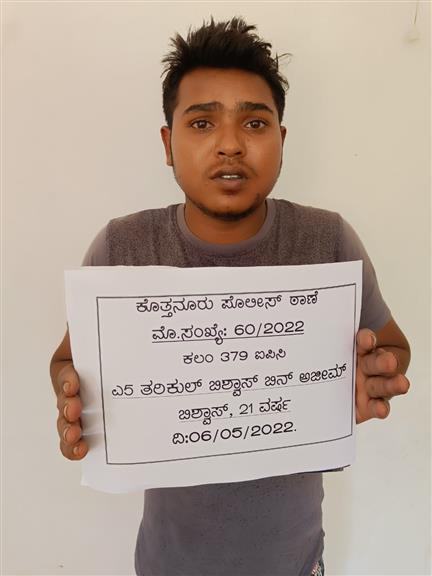 ಕೊತ್ತನೂರು ಪೊಲೀಸ್ ಠಾಣೆ
ಮೊ.ಸಂಖ್ಯೆ: 60/2022
ಕಲಂ 379 ಐಪಿಸಿ
ಎ5 ತರಿಕುಲ್ ಬಿಶ್ವಾಸ್ ಬಿನ್ ಅಜೀಮ್
ಬಿಶ್ವಾಸ್, 21 ವರ್ಷ
ದಿ:06/05/2022.